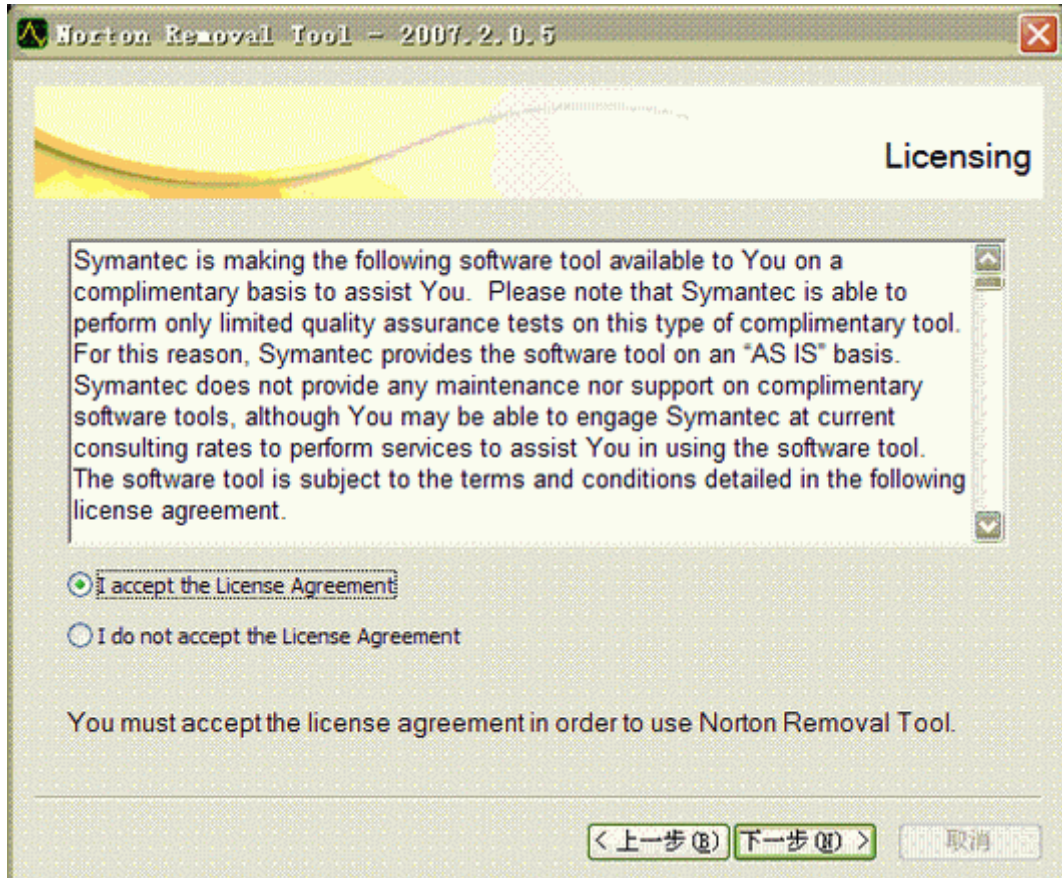 Norton Removal Tool - 2007.2.0.5
Licensing
Symantec is making the following software tool available to You on a
complimentary basis to assist You.  Please note that Symantec is able to
perform only limited quality assurance tests on this type of complimentary tool.
For this reason, Symantec provides the software tool on an “AS IS” basis.
Symantec does not provide any maintenance nor support on complimentary
software tools, although You may be able to engage Symantec at current
consulting rates to perform services to assist You in using the software tool.
The software tool is subject to the terms and conditions detailed in the following
license agreement.
I accept the License Agreement
I do not accept the License Agreement
You must accept the license agreement in order to use Norton Removal Tool.
< 上一步(B) 下一步(N) > 取消